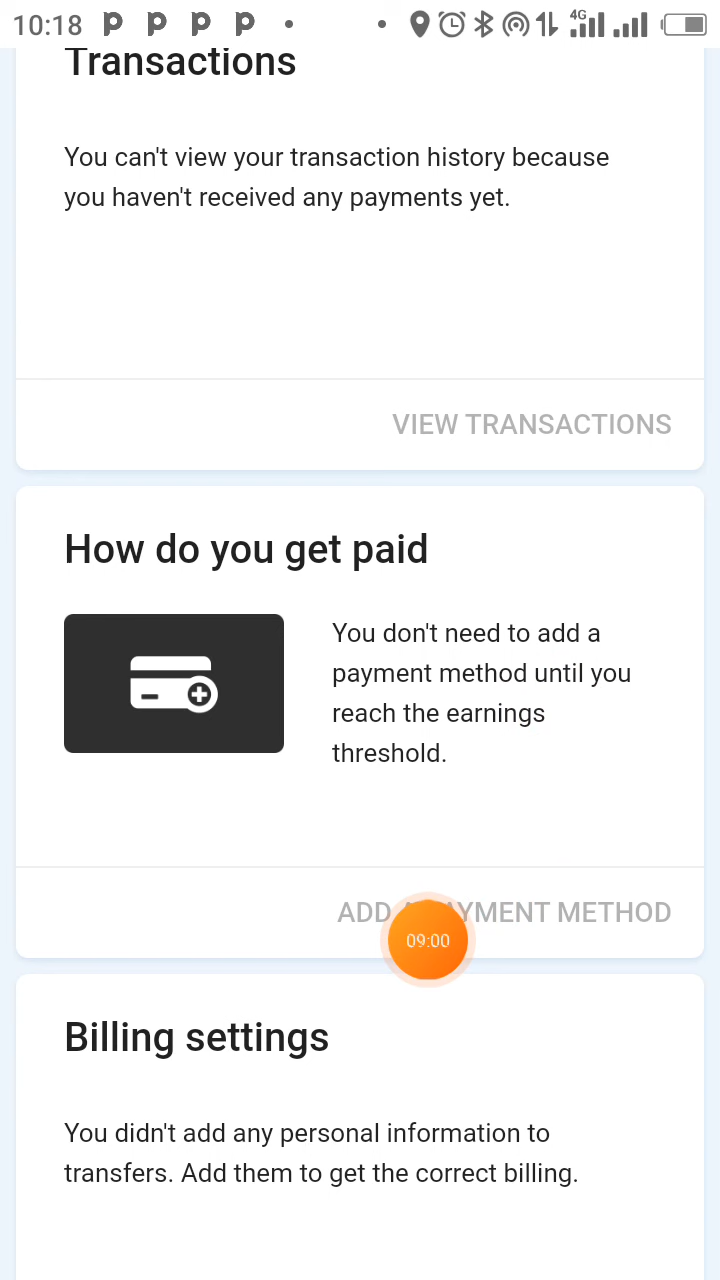 10:18
4G
Transactions
You can't view your transaction history because
you haven't received any payments yet.
VIEW TRANSACTIONS
How do you get paid
You don't need to add a
payment method until you
reach the earnings
threshold.
ADD A PAYMENT METHOD
09:00
Billing settings
You didn't add any personal information to
transfers. Add them to get the correct billing.